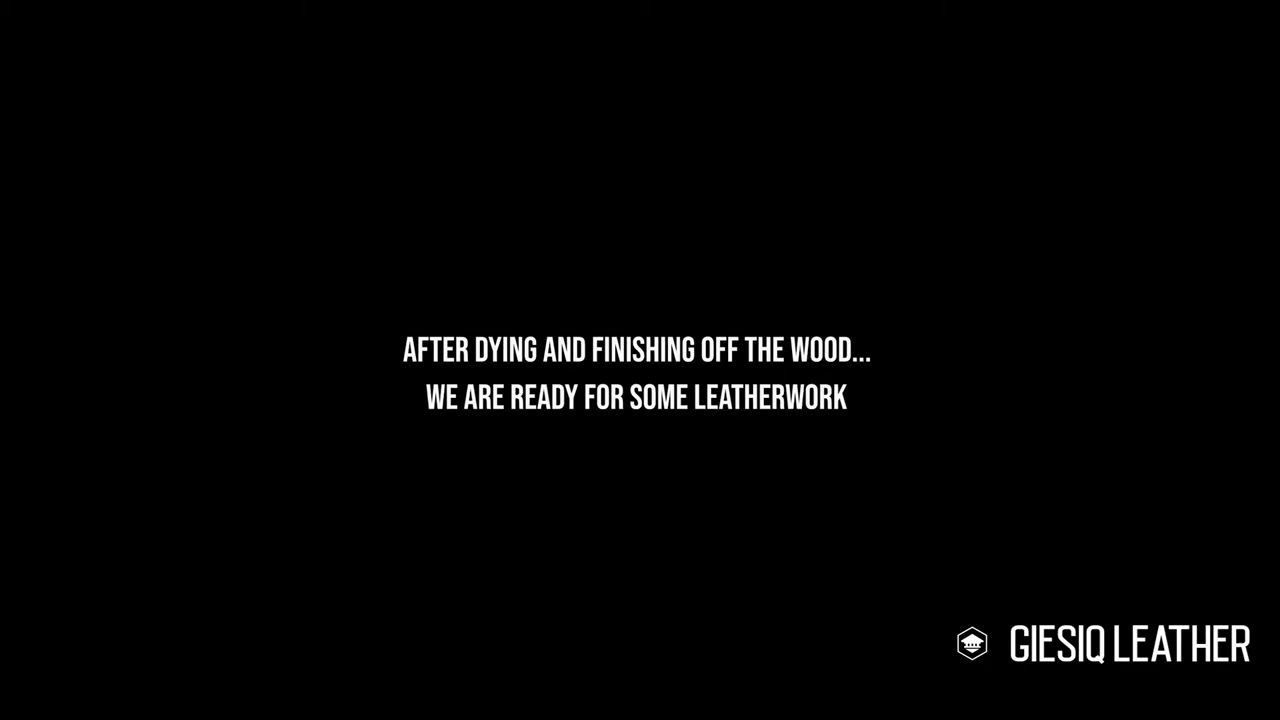 AFTER DYING AND FINISHING OFF THE WOOD...
WE ARE READY FOR SOME LEATHERWORK
GIESIQ LEATHER